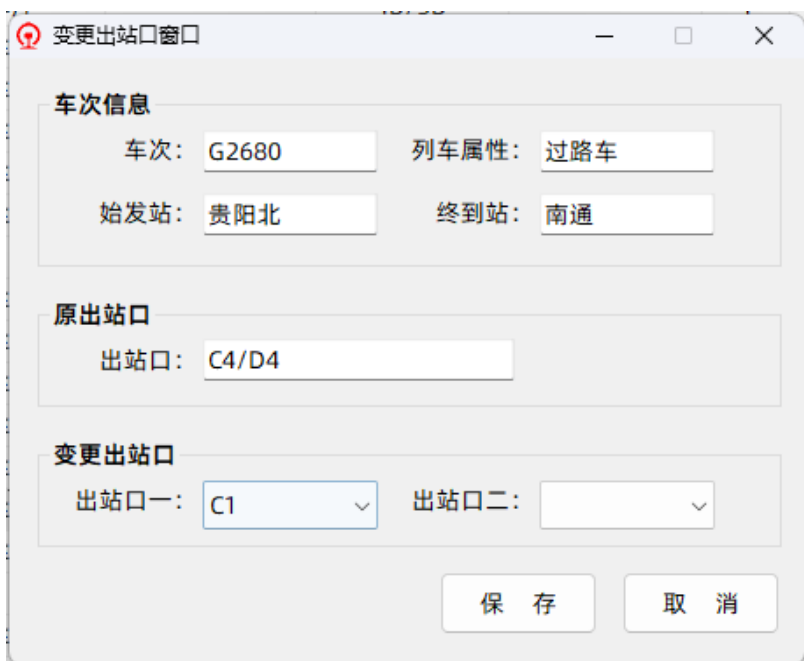 变更出站口窗口
车次信息
车次： G2680 列车属性： 过路车
始发站： 贵阳北 终到站： 南通
原出站口
出站口： C4/D4
变更出站口
出站口一： C1 出站口二：
保 存 取 消